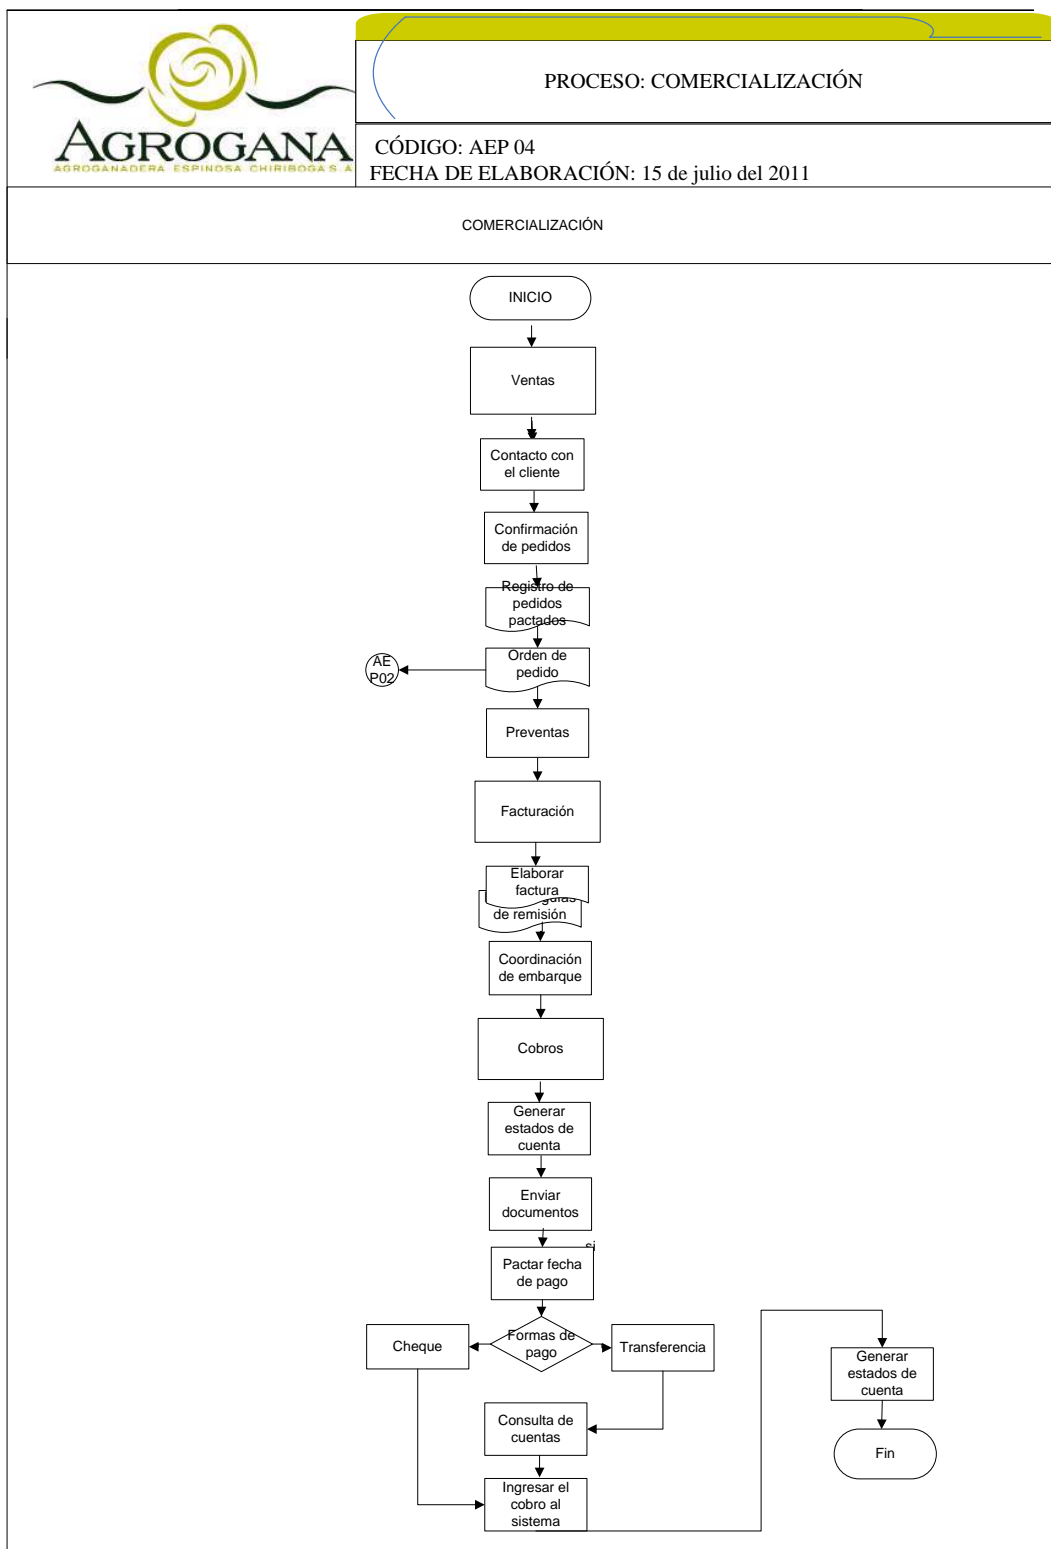 AGROGANA
AGROGANADERA ESPINOSA CHIRIBOGA S. A
PROCESO: COMERCIALIZACIÓN
CÓDIGO: AEP 04
FECHA DE ELABORACIÓN: 15 de julio del 2011
COMERCIALIZACIÓN
INICIO
Ventas
Contacto con
el cliente
Confirmación
de pedidos
Registro de
pedidos
pactados
Orden de
pedido
AE
P02
Preventas
Facturación
Elaborar
factura
guías
de remisión
Coordinación
de embarque
Cobros
Generar
estados de
cuenta
Enviar
documentos
si
Pactar fecha
de pago
Formas de
pago
Cheque
Transferencia
Consulta de
cuentas
Ingresar el
cobro al
sistema
Generar
estados de
cuenta
Fin